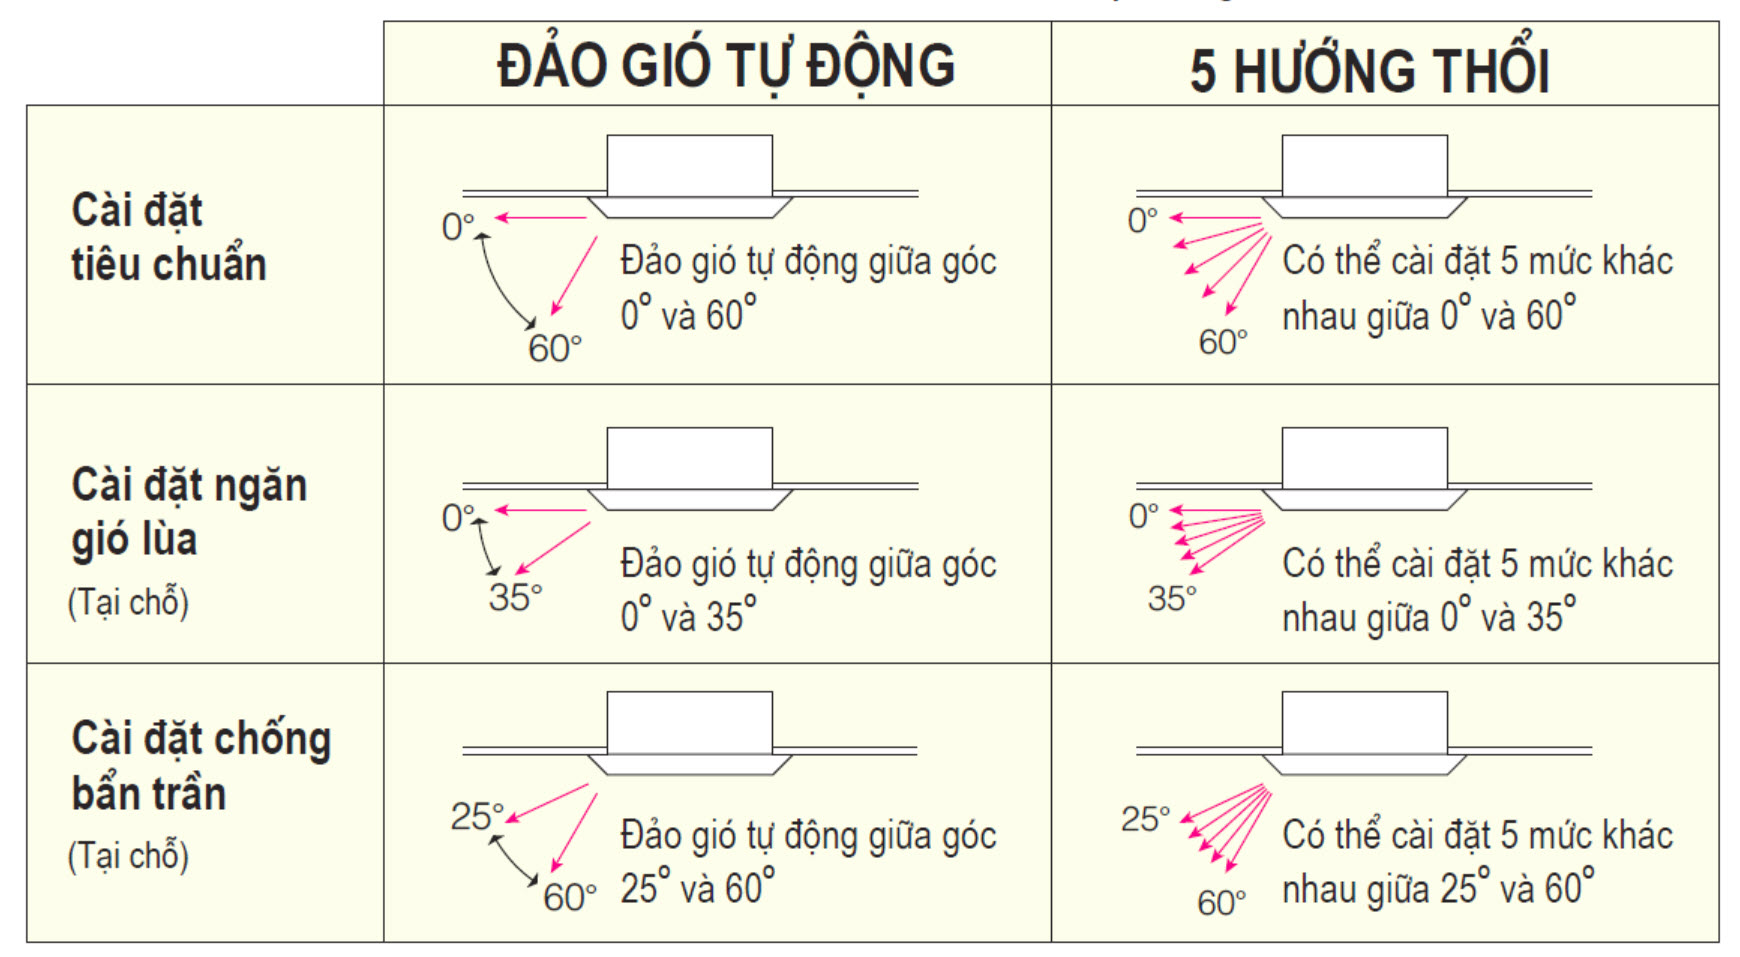 ĐẢO GIÓ TỰ ĐỘNG
5 HƯỚNG THỔI
Cài đặt
tiêu chuẩn
0°
60°
Đảo gió tự động giữa góc
0° và 60°
0°
60°
Có thể cài đặt 5 mức khác
nhau giữa 0° và 60°
Cài đặt ngăn
gió lùa
(Tại chỗ)
0°
35°
Đảo gió tự động giữa góc
0° và 35°
0°
35°
Có thể cài đặt 5 mức khác
nhau giữa 0° và 35°
Cài đặt chống
bẩn trần
(Tại chỗ)
25°
60°
Đảo gió tự động giữa góc
25° và 60°
25°
60°
Có thể cài đặt 5 mức khác
nhau giữa 25° và 60°